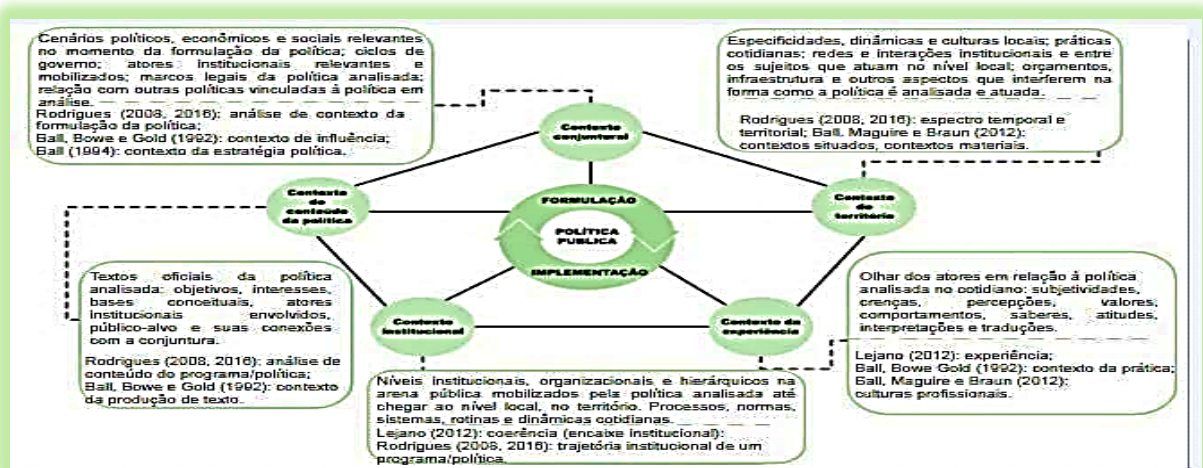 Cenários políticos, econômicos e sociais relevantes
no momento da formulação da política; ciclos de
governo; atores institucionais relevantes e
mobilizados; marcos legais da política analisada;
relação com outras políticas vinculadas à política em
análise.
Rodrigues (2008, 2016): análise de contexto da
formulação da política;
Ball, Bowe e Gold (1992): contexto de influência;
Ball (1994): contexto da estratégia política.
Especificidades, dinâmicas e culturas locais; práticas
cotidianas; redes e interações institucionais e entre
os sujeitos que atuam no nível local; orçamentos,
infraestrutura e outros aspectos que interferem na
forma como a política é analisada e atuada.
Rodrigues (2008, 2016): espectro temporal e
territorial; Ball, Maguire e Braun (2012):
contextos situados, contextos materiais.
Contexto
conjuntural
Contexto
de
conteúdo
da política
FORMULAÇÃO
POLÍTICA
PUBLICA
IMPLEMENTAÇÃO
Contexto
do
território
Textos oficiais da política
analisada: objetivos, interesses,
bases conceituais, atores
institucionais envolvidos,
público-alvo e suas conexões
com a conjuntura.
Rodrigues (2008, 2016): análise de
conteúdo do programa/política;
Ball, Bowe e Gold (1992): contexto
da produção de texto.
Contexto
institucional
Contexto da
experiência
Olhar dos atores em relação à política
analisada no cotidiano: subjetividades,
crenças, percepções, valores,
comportamentos, saberes, atitudes,
interpretações e traduções.
Lejano (2012): experiência;
Ball, Bowe Gold (1992): contexto da prática;
Ball, Maguire e Braun (2012):
culturas profissionais.
Níveis institucionais, organizacionais e hierárquicos na
arena pública mobilizados pela política analisada até
chegar ao nível local, no território. Processos, normas,
sistemas, rotinas e dinâmicas cotidianas.
Lejano (2012): coerência (encaixe institucional):
Rodrigues (2008, 2016): trajetória institucional de um
programa/política.